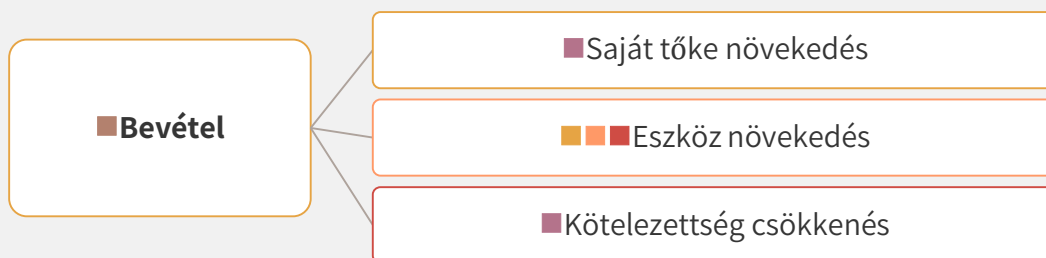 Saját tőke növekedés
Bevétel
Eszköz növekedés
Kötelezettség csökkenés